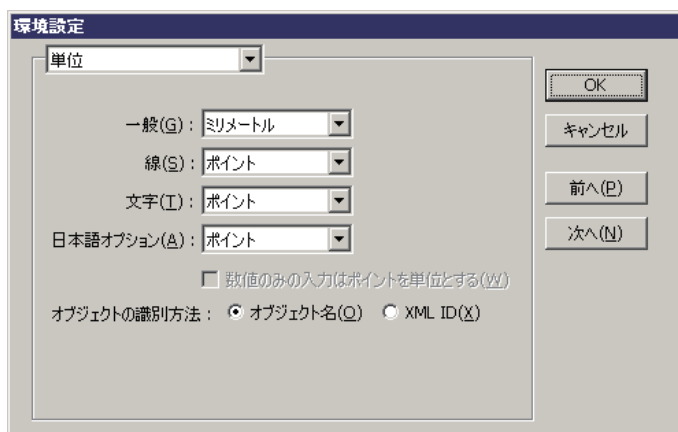 環境設定
単位
OK
一般(G)： ミリメートル
キャンセル
線(S)： ポイント
文字(T)： ポイント
前へ(P)
日本語オプション(A)： ポイント
次へ(N)
数値のみの入力はポイントを単位とする(W)
オブジェクトの識別方法： オブジェクト名(O) XML ID(X)